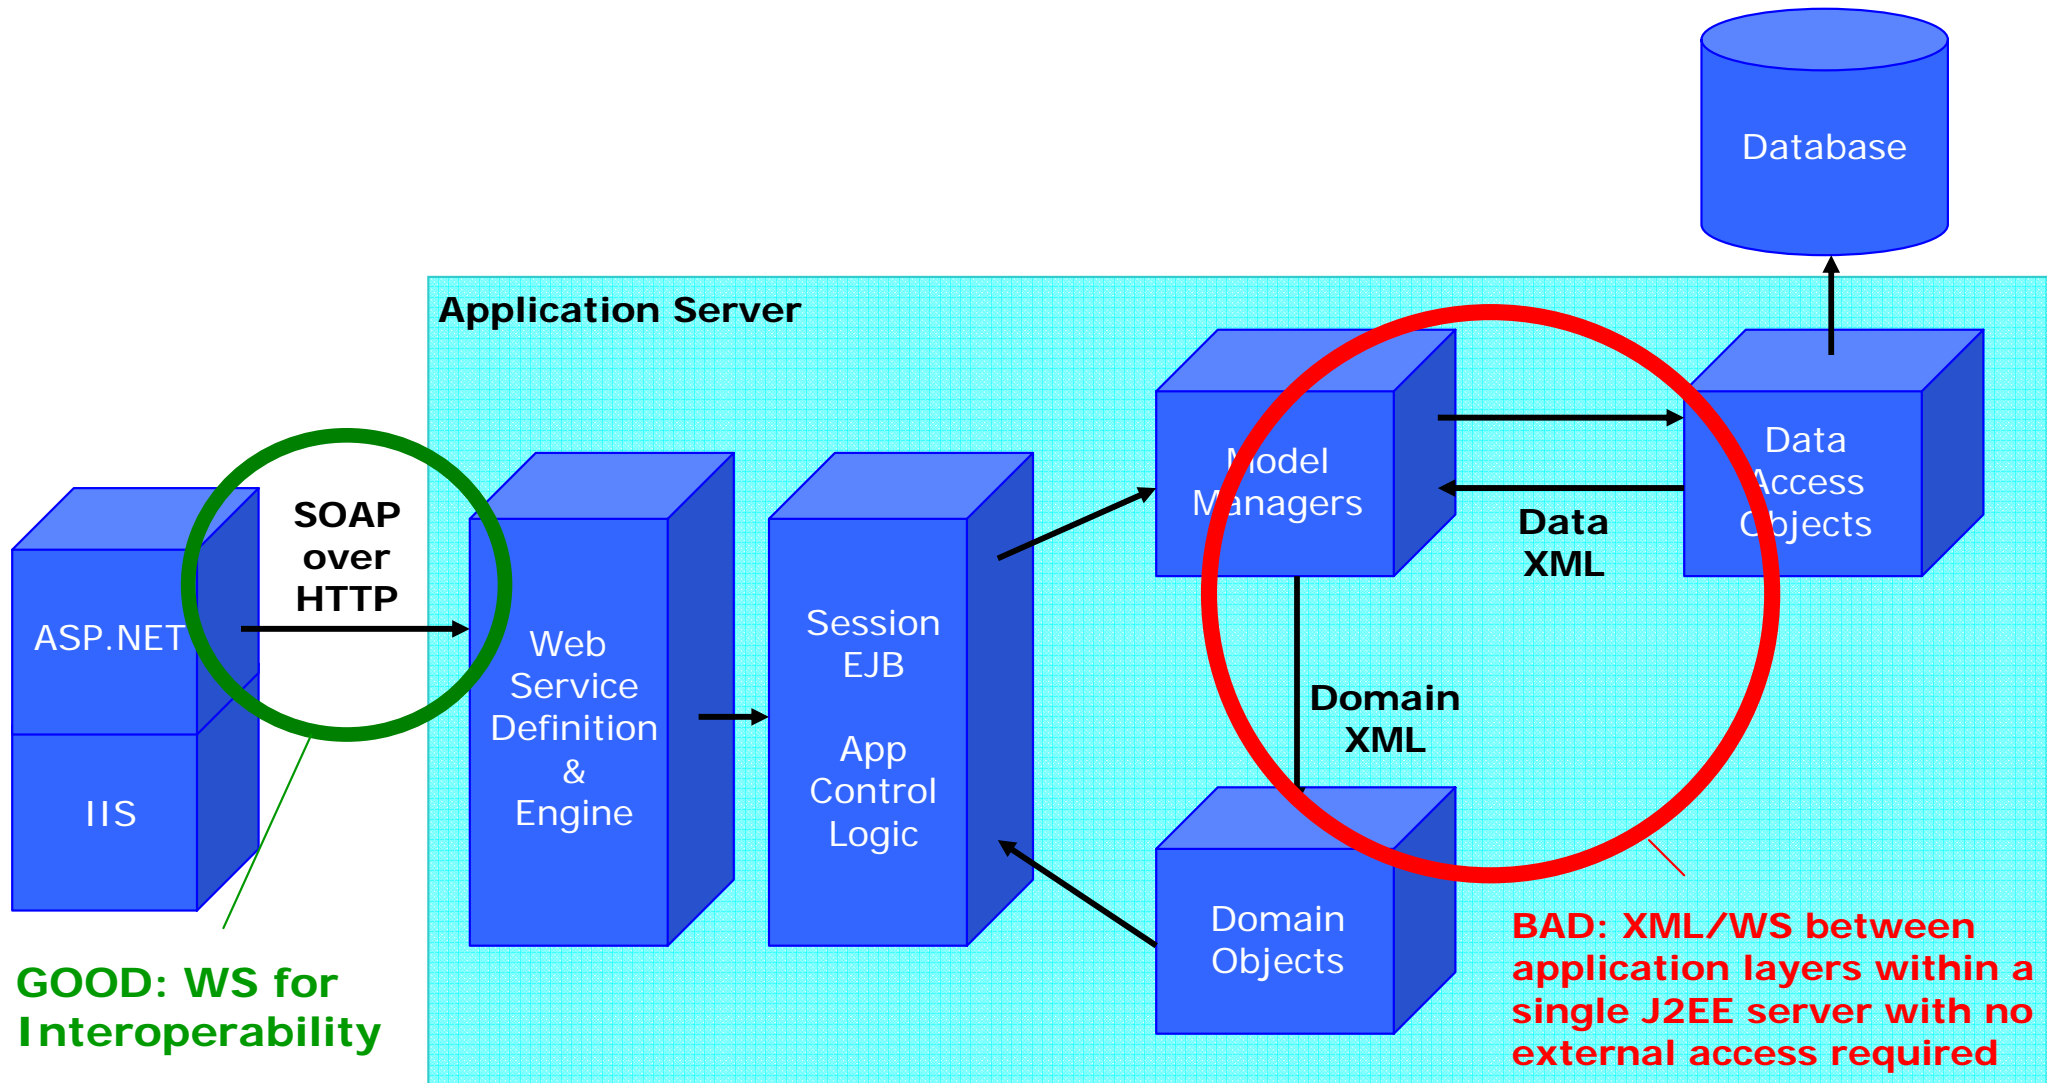 Database
Application Server
SOAP
over
HTTP
ASP.NET
IIS
Web
Service
Definition
&
Engine
Session
EJB
App
Control
Logic
Model
Managers
Data
XML
Data
Access
Objects
Domain
XML
Domain
Objects
GOOD: WS for
Interoperability
BAD: XML/WS between
application layers within a
single J2EE server with no
external access required